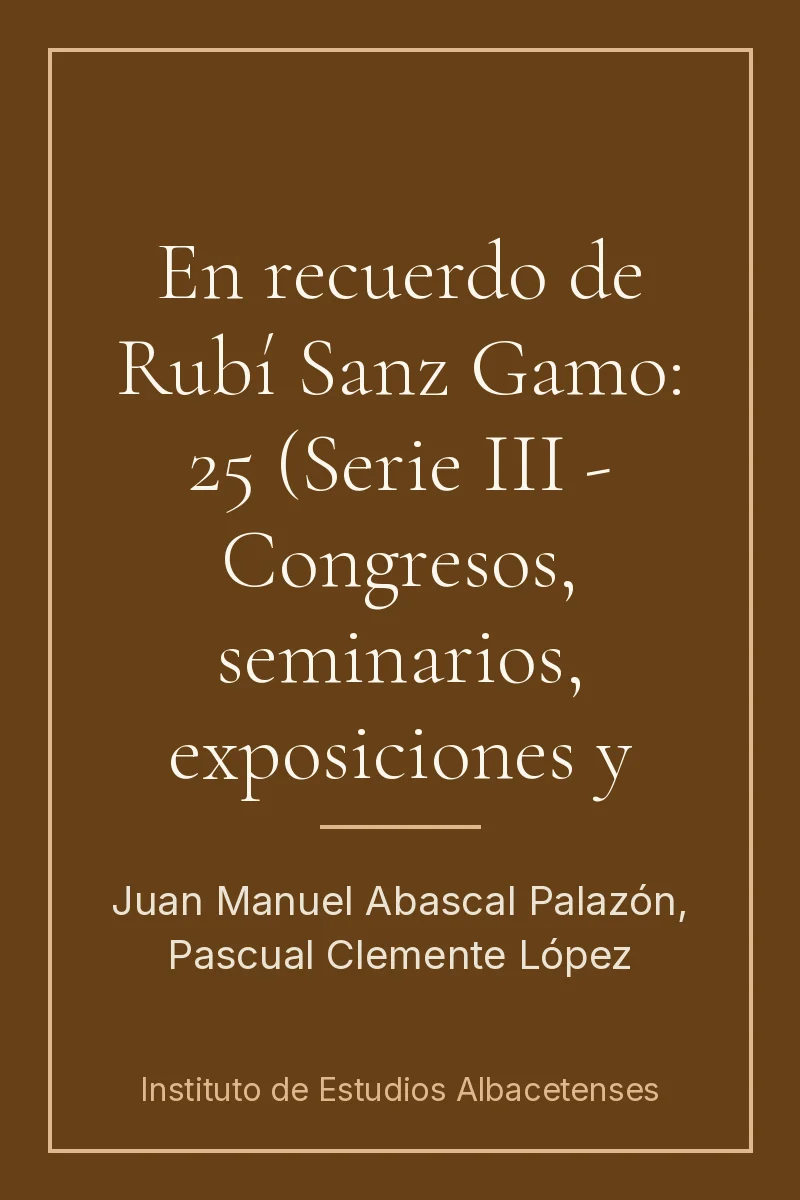 En recuerdo de
Rubí Sanz Gamo:
25 (Serie III -
Congresos,
seminarios,
exposiciones y
Juan Manuel Abascal Palazón,
Pascual Clemente López
Instituto de Estudios Albacetenses